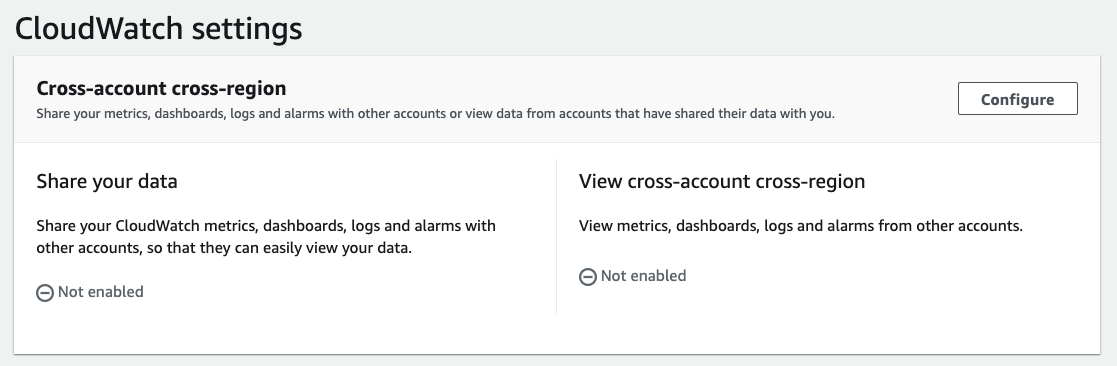 CloudWatch settings
Cross-account cross-region
Share your metrics, dashboards, logs and alarms with other accounts or view data from accounts that have shared their data with you.
Configure
Share your data
Share your CloudWatch metrics, dashboards, logs and alarms with
other accounts, so that they can easily view your data.
Not enabled
View cross-account cross-region
View metrics, dashboards, logs and alarms from other accounts.
Not enabled